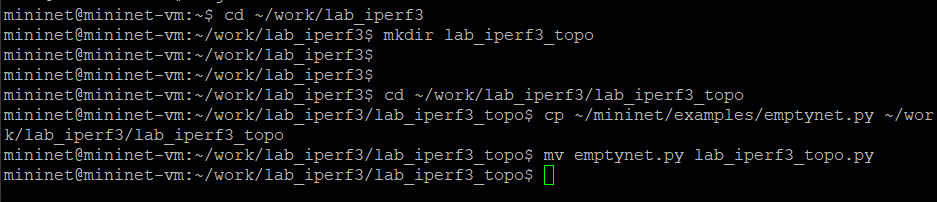 mininet@mininet-vm:~$ cd ~/work/lab_iperf3
mininet@mininet-vm:~/work/lab_iperf3$ mkdir lab_iperf3_topo
mininet@mininet-vm:~/work/lab_iperf3$
mininet@mininet-vm:~/work/lab_iperf3$
mininet@mininet-vm:~/work/lab_iperf3$ cd ~/work/lab_iperf3/lab_iperf3_topo
mininet@mininet-vm:~/work/lab_iperf3/lab_iperf3_topo$ cp ~/mininet/examples/emptynet.py ~/wor
k/lab_iperf3/lab_iperf3_topo
mininet@mininet-vm:~/work/lab_iperf3/lab_iperf3_topo$ mv emptynet.py lab_iperf3_topo.py
mininet@mininet-vm:~/work/lab_iperf3/lab_iperf3_topo$